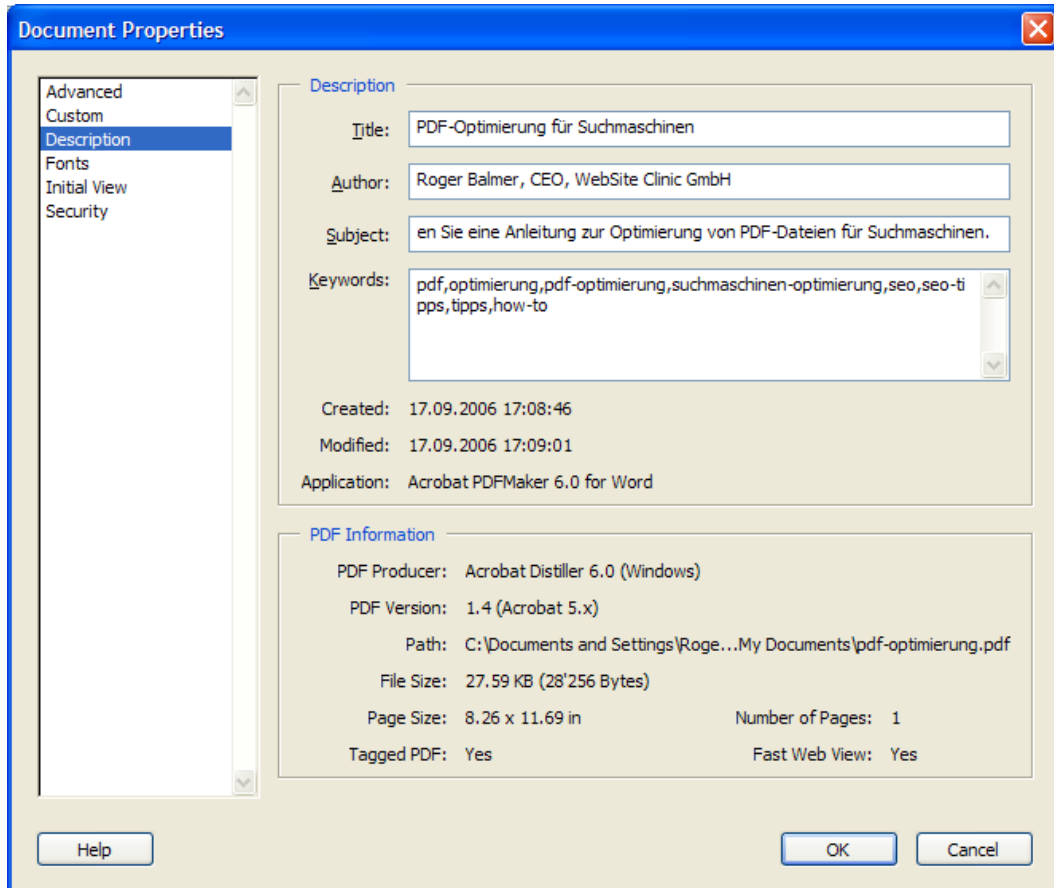 Document Properties
Advanced
Custom
Description
Fonts
Initial View
Security
Description
Title: PDF-Optimierung für Suchmaschinen
Author: Roger Balmer, CEO, WebSite Clinic GmbH
Subject: en Sie eine Anleitung zur Optimierung von PDF-Dateien für Suchmaschinen.
Keywords: pdf,optimierung,pdf-optimierung,suchmaschinen-optimierung,seo,seo-ti
pps,tipps,how-to
Created: 17.09.2006 17:08:46
Modified: 17.09.2006 17:09:01
Application: Acrobat PDFMaker 6.0 for Word
PDF Information
PDF Producer: Acrobat Distiller 6.0 (Windows)
PDF Version: 1.4 (Acrobat 5.x)
Path: C:\Documents and Settings\Roge...My Documents\pdf-optimierung.pdf
File Size: 27.59 KB (28'256 Bytes)
Page Size: 8.26 x 11.69 in Number of Pages: 1
Tagged PDF: Yes Fast Web View: Yes
Help OK Cancel